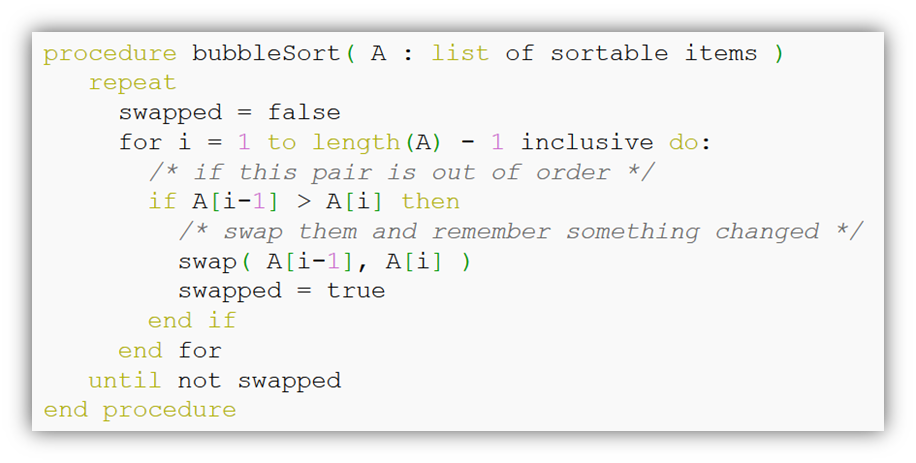 procedure bubbleSort( A : list of sortable items )
repeat
swapped = false
for i = 1 to length(A) - 1 inclusive do:
/* if this pair is out of order */
if A[i-1] > A[i] then
/* swap them and remember something changed */
swap( A[i-1], A[i] )
swapped = true
end if
end for
until not swapped
end procedure